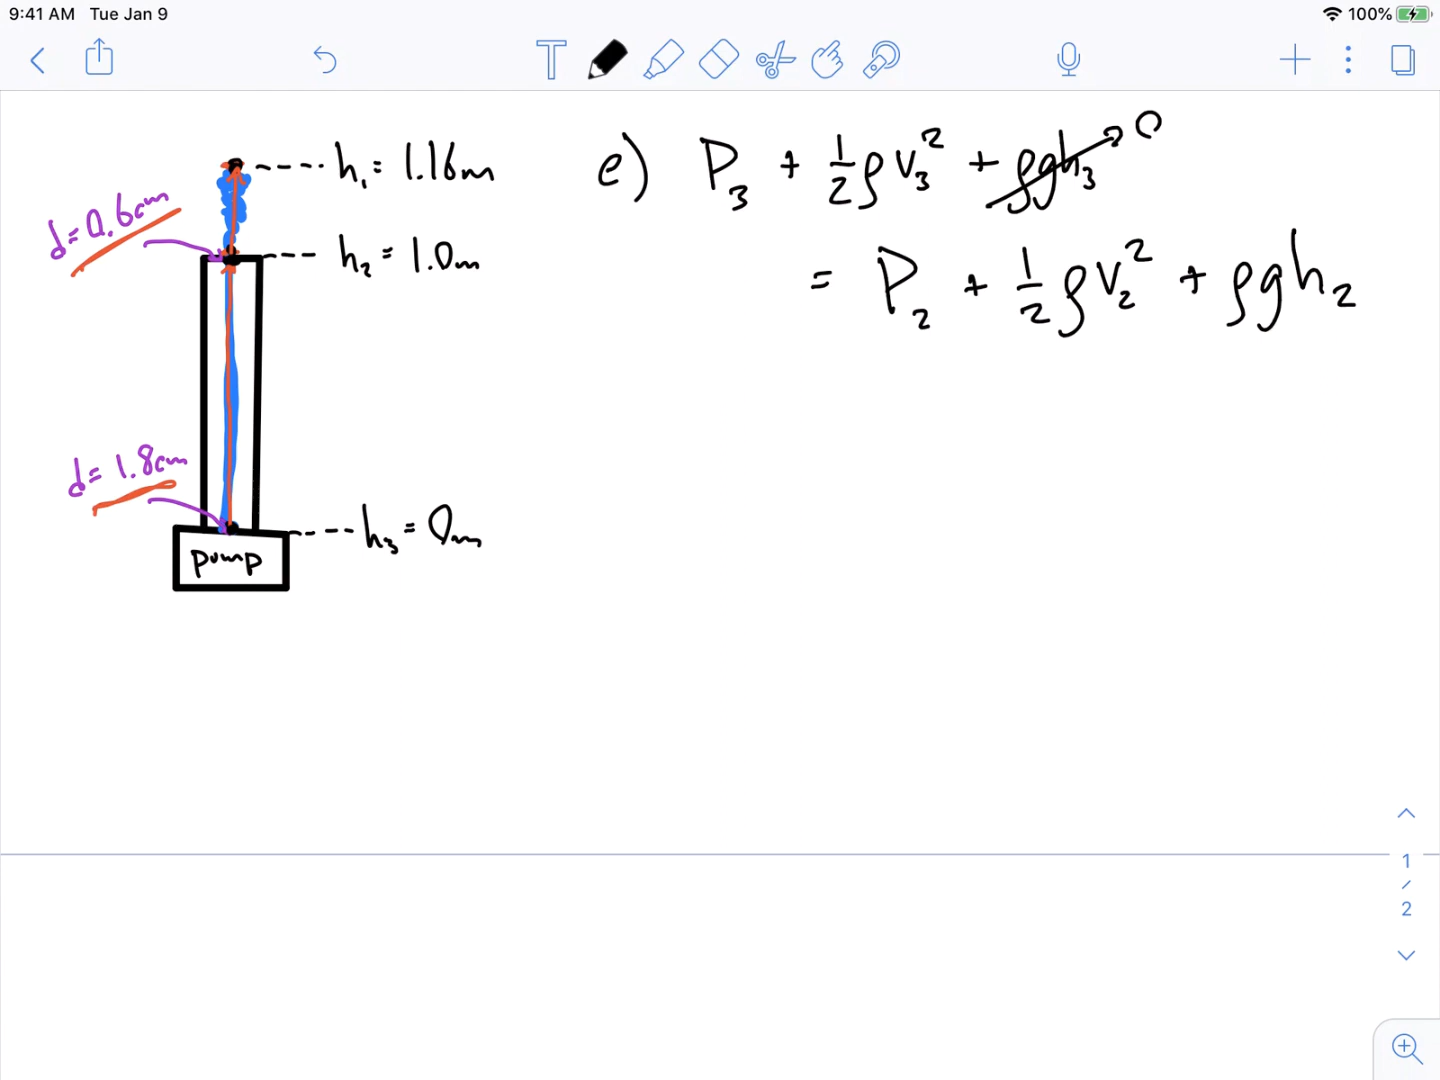 9:41 AM Tue Jan 9
100%
T
h₁ = 1.16m
e) P₃ + ½ρv₃² + ρgh₃ → 0
d = 0.6cm
h₂ = 1.0m
= P₂ + ½ρv₂² + ρgh₂
d = 1.8cm
h₃ = 0m
pump
1
/
2